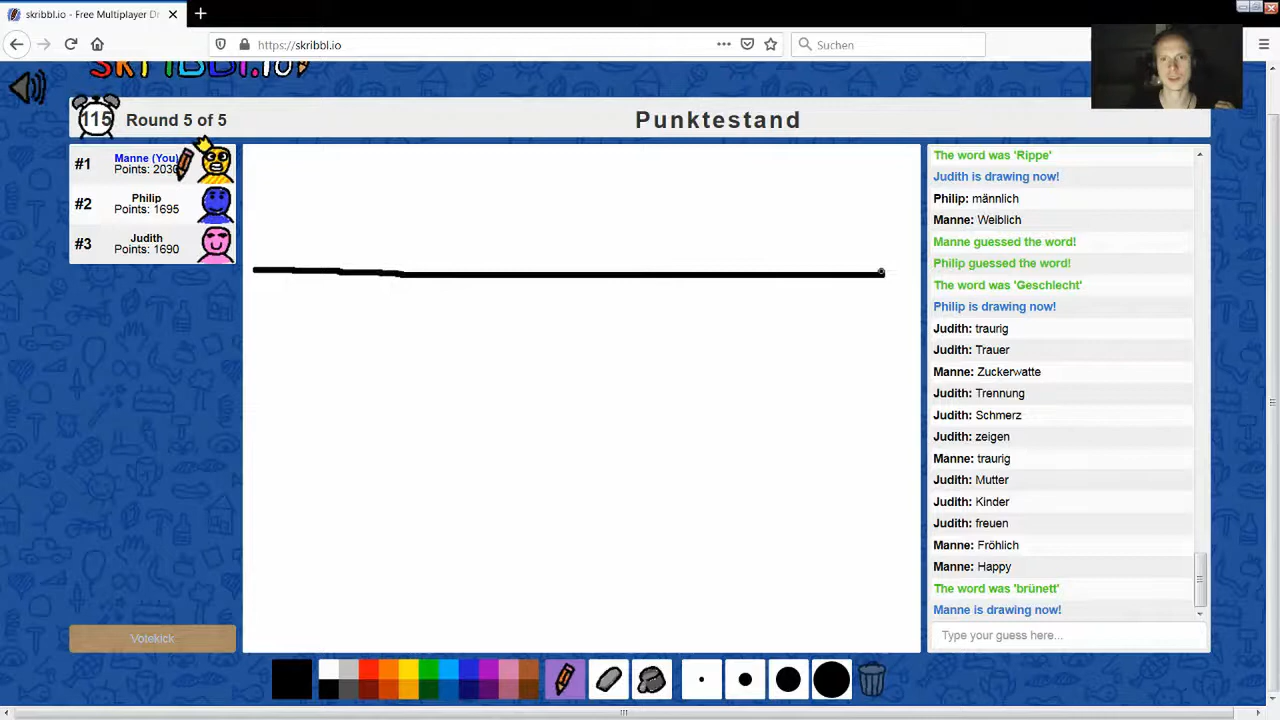 skribbl.io - Free Multiplayer Dr
https://skribbl.io
Suchen
SKRIBBL.io
115
Round 5 of 5
Punktestand
#1
Manne (You)
Points: 2030
#2
Philip
Points: 1695
#3
Judith
Points: 1690
Votekick
The word was 'Rippe'
Judith is drawing now!
Philip: männlich
Manne: Weiblich
Manne guessed the word!
Philip guessed the word!
The word was 'Geschlecht'
Philip is drawing now!
Judith: traurig
Judith: Trauer
Manne: Zuckerwatte
Judith: Trennung
Judith: Schmerz
Judith: zeigen
Manne: traurig
Judith: Mutter
Judith: Kinder
Judith: freuen
Manne: Fröhlich
Manne: Happy
The word was 'brünett'
Manne is drawing now!
Type your guess here...